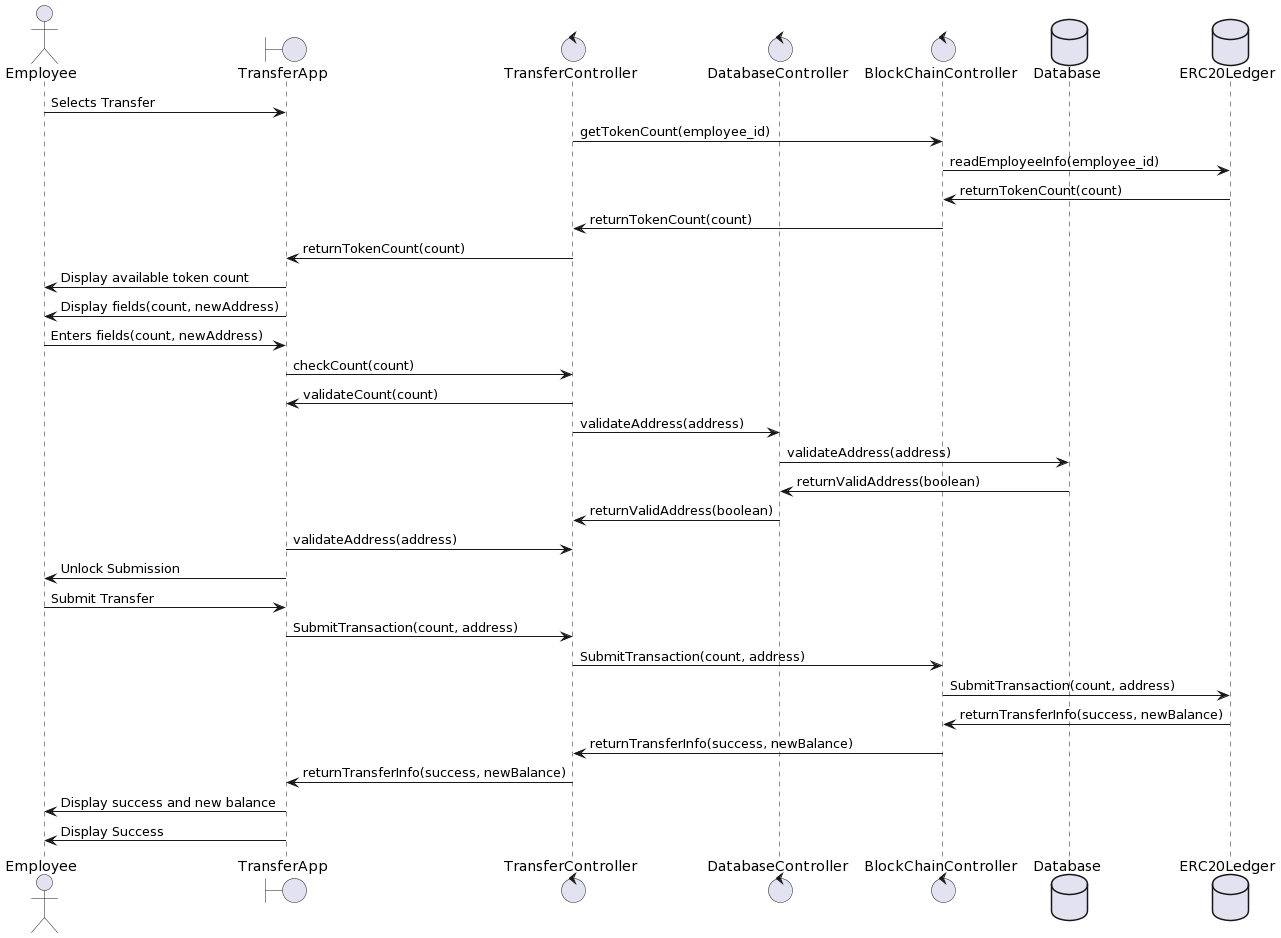 Employee TransferApp TransferController DatabaseController BlockChainController Database ERC20Ledger
Selects Transfer
getTokenCount(employee_id)
readEmployeeInfo(employee_id)
returnTokenCount(count)
returnTokenCount(count)
returnTokenCount(count)
Display available token count
Display fields(count, newAddress)
Enters fields(count, newAddress)
checkCount(count)
validateCount(count)
validateAddress(address)
validateAddress(address)
returnValidAddress(boolean)
returnValidAddress(boolean)
validateAddress(address)
Unlock Submission
Submit Transfer
SubmitTransaction(count, address)
SubmitTransaction(count, address)
SubmitTransaction(count, address)
returnTransferInfo(success, newBalance)
returnTransferInfo(success, newBalance)
returnTransferInfo(success, newBalance)
Display success and new balance
Display Success
Employee TransferApp TransferController DatabaseController BlockChainController Database ERC20Ledger